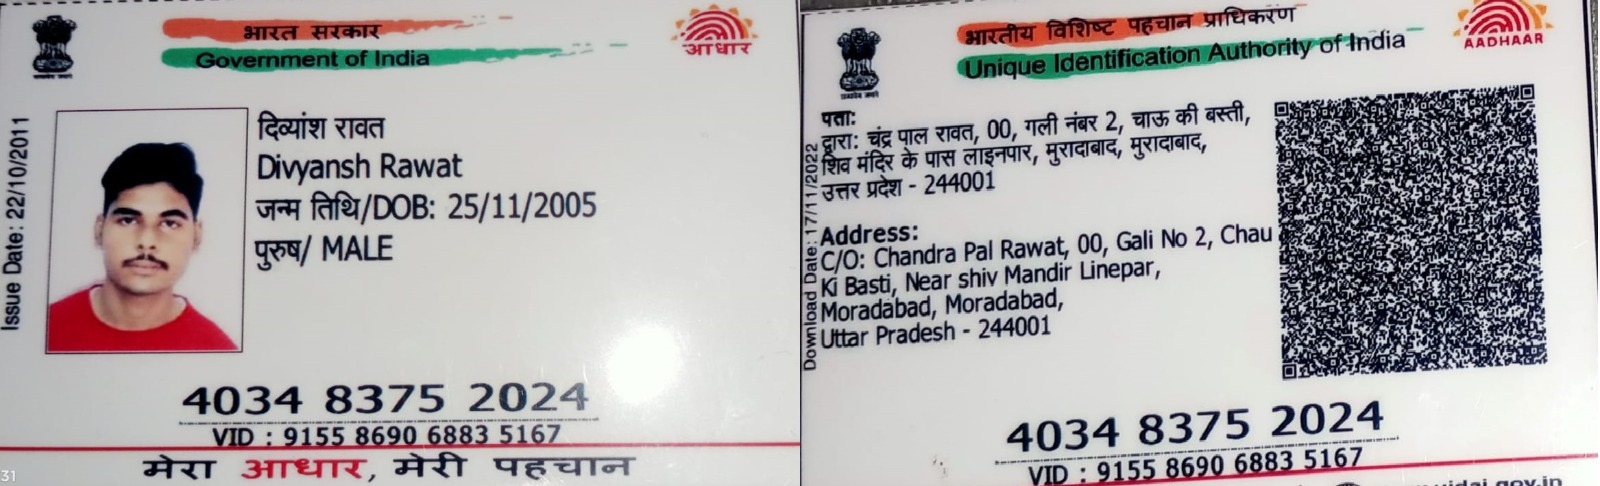 भारत सरकार
Government of India
आधार
Issue Date: 22/10/2011
दिव्यांश रावत
Divyansh Rawat
जन्म तिथि/DOB: 25/11/2005
पुरुष/ MALE
4034 8375 2024
VID : 9155 8690 6883 5167
मेरा आधार, मेरी पहचान
31
भारतीय विशिष्ट पहचान प्राधिकरण
Unique Identification Authority of India
AADHAAR
Download Date: 17/11/2022
पता:
द्वारा: चंद्र पाल रावत, 00, गली नंबर 2, चाऊ की बस्ती,
शिव मंदिर के पास लाइनपार, मुरादाबाद, मुरादाबाद,
उत्तर प्रदेश - 244001
Address:
C/O: Chandra Pal Rawat, 00, Gali No 2, Chau
Ki Basti, Near shiv Mandir Linepar,
Moradabad, Moradabad,
Uttar Pradesh - 244001
4034 8375 2024
VID : 9155 8690 6883 5167